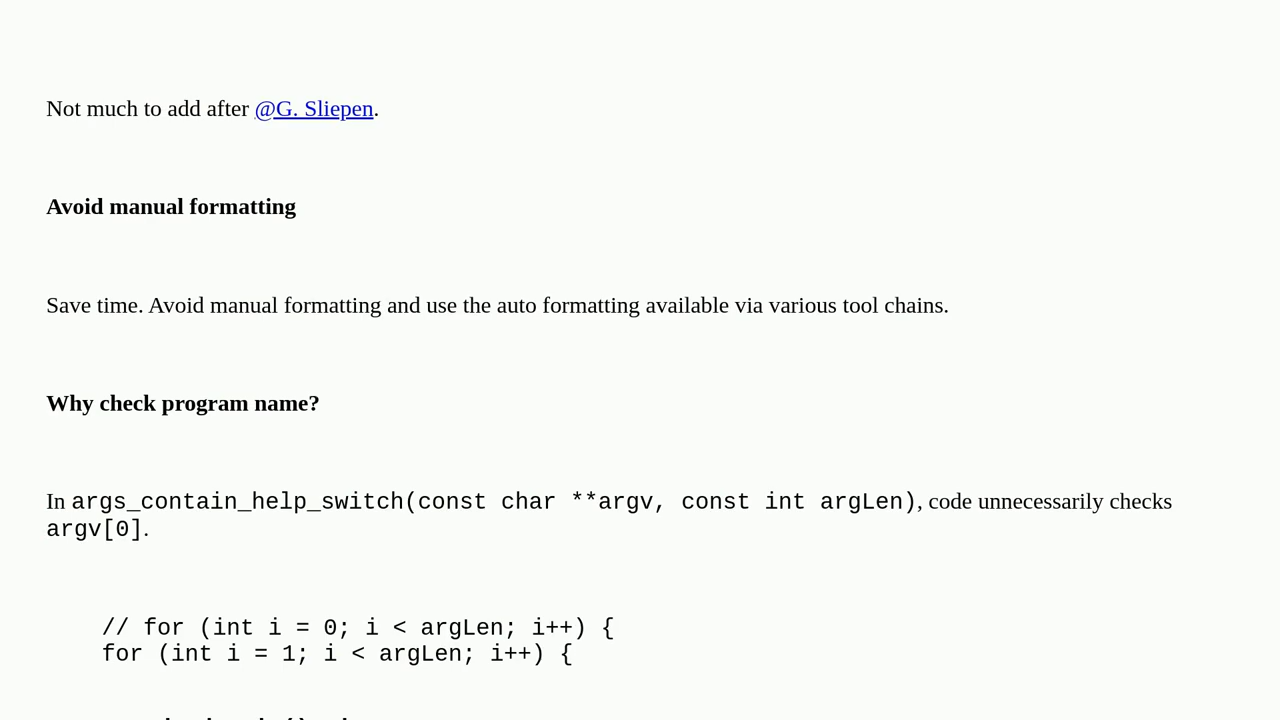 Not much to add after @G. Sliepen.
Avoid manual formatting
Save time. Avoid manual formatting and use the auto formatting available via various tool chains.
Why check program name?
In args_contain_help_switch(const char **argv, const int argLen), code unnecessarily checks
argv[0].
// for (int i = 0; i < argLen; i++) {
for (int i = 1; i < argLen; i++) {